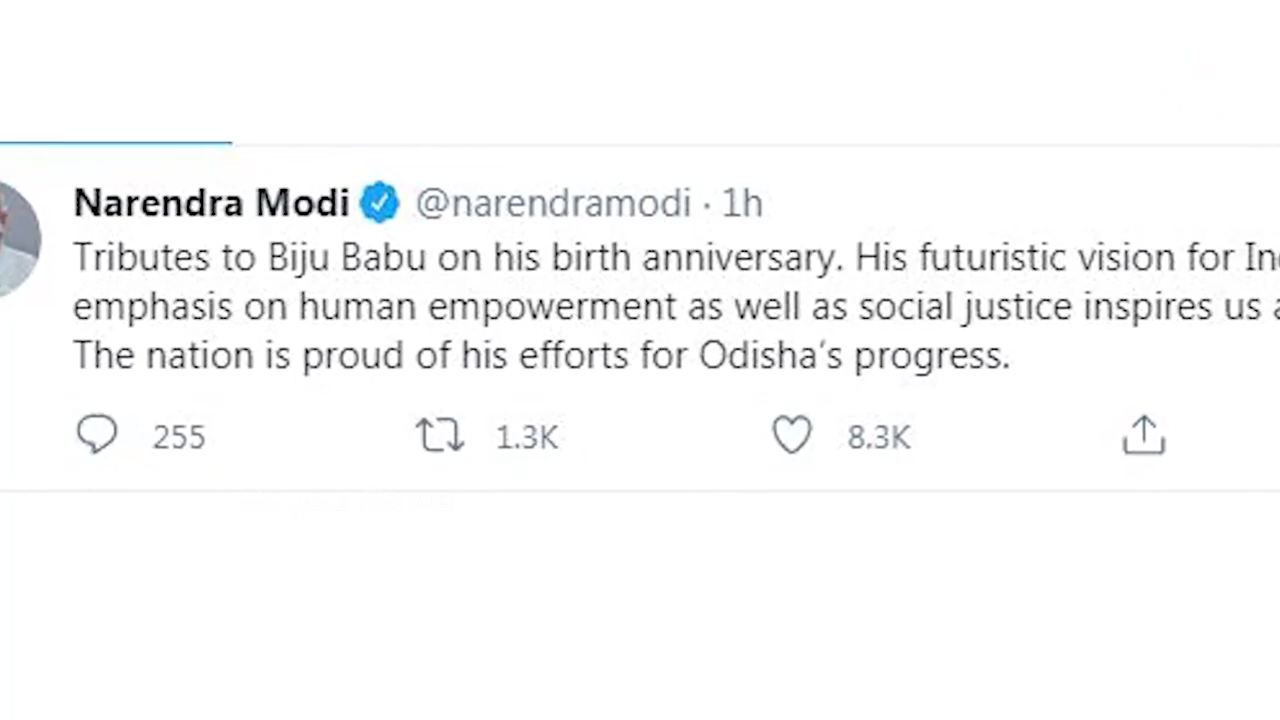 Narendra Modi @narendramodi · 1h
Tributes to Biju Babu on his birth anniversary. His futuristic vision for
emphasis on human empowerment as well as social justice inspires us
The nation is proud of his efforts for Odisha's progress.
255 1.3K 8.3K